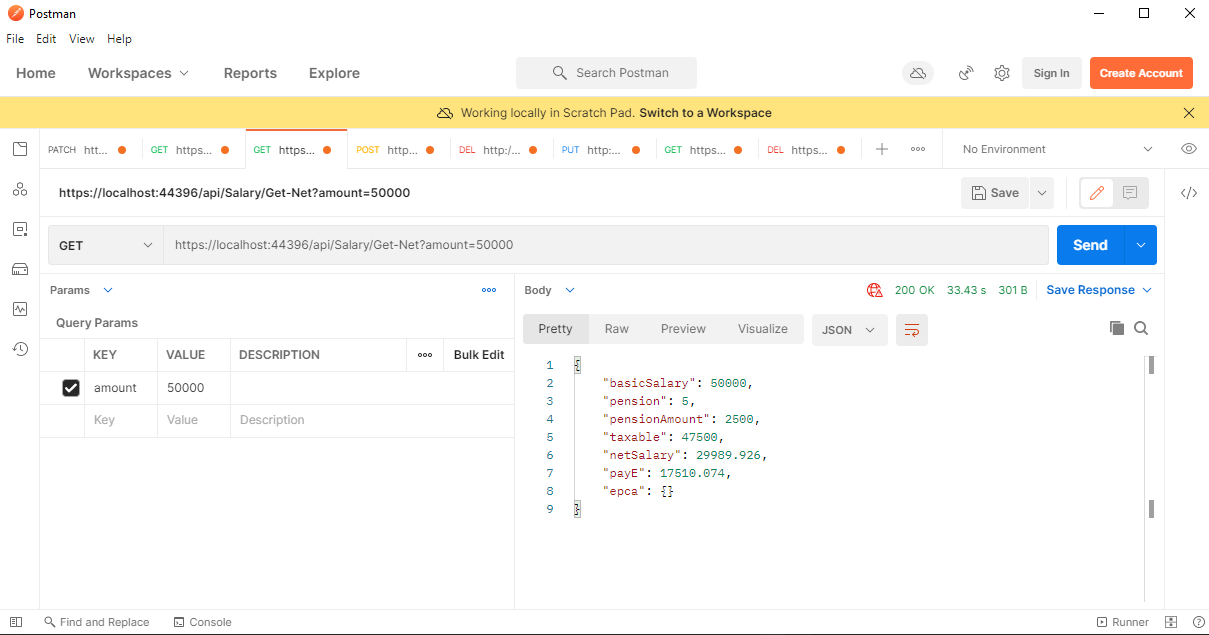 Postman
File Edit View Help
Home Workspaces Reports Explore Search Postman Sign In Create Account
Working locally in Scratch Pad. Switch to a Workspace
PATCH htt... GET https... GET https... POST http... DEL http:/... PUT http:... GET https... DEL https... No Environment
https://localhost:44396/api/Salary/Get-Net?amount=50000 Save
GET https://localhost:44396/api/Salary/Get-Net?amount=50000 Send
Params Body 200 OK 33.43 s 301 B Save Response
Query Params
Pretty Raw Preview Visualize JSON
KEY VALUE DESCRIPTION Bulk Edit
amount 50000
Key Value Description
1 {
2 "basicSalary": 50000,
3 "pension": 5,
4 "pensionAmount": 2500,
5 "taxable": 47500,
6 "netSalary": 29989.926,
7 "payE": 17510.074,
8 "epca": {}
9 }
Find and Replace Console Runner